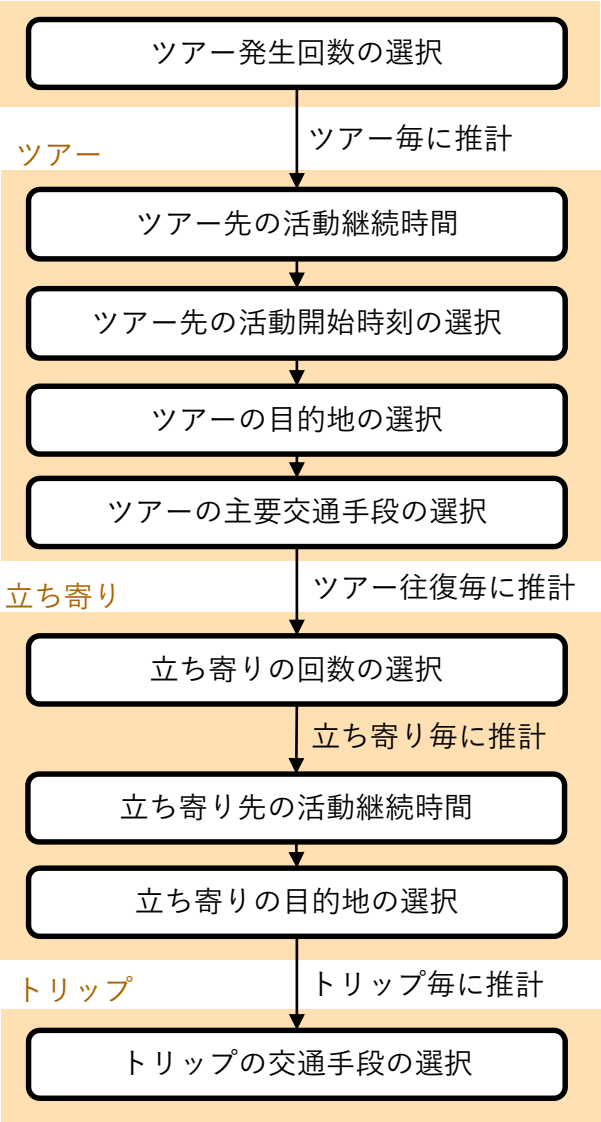 ツアー発生回数の選択
ツアー毎に推計
ツアー
ツアー先の活動継続時間
ツアー先の活動開始時刻の選択
ツアーの目的地の選択
ツアーの主要交通手段の選択
ツアー往復毎に推計
立ち寄り
立ち寄りの回数の選択
立ち寄り毎に推計
立ち寄り先の活動継続時間
立ち寄りの目的地の選択
トリップ毎に推計
トリップ
トリップの交通手段の選択